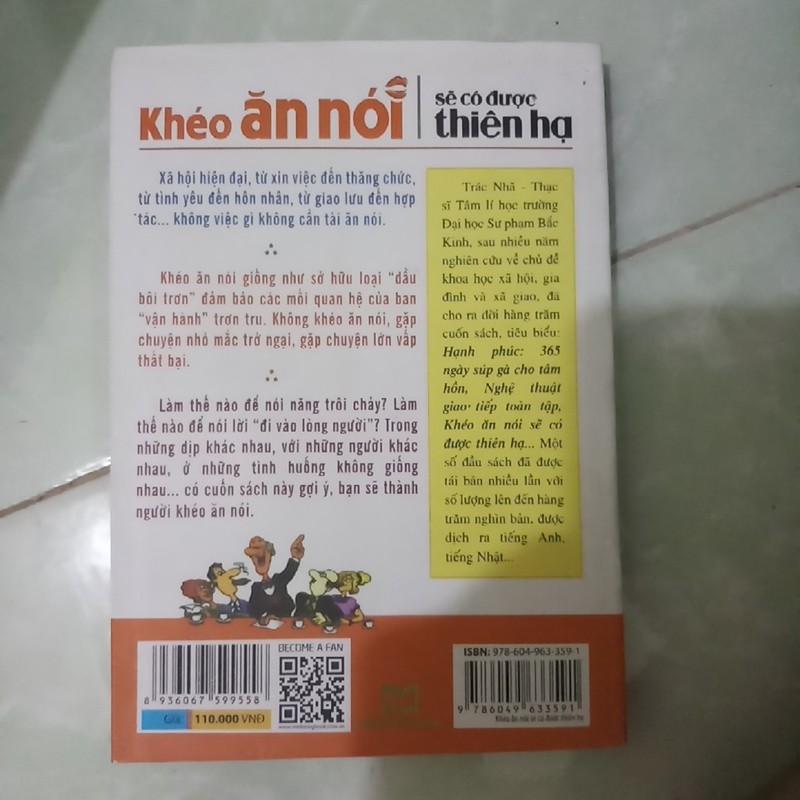 Khéo ăn nói
sẽ có được
thiên hạ
Xã hội hiện đại, từ xin việc đến thăng chức,
từ tình yêu đến hôn nhân, từ giao lưu đến hợp
tác... không việc gì không cần tài ăn nói.
Khéo ăn nói giống như sở hữu loại “dầu
bôi trơn” đảm bảo các mối quan hệ của bạn
“vận hành” trơn tru. Không khéo ăn nói, gặp
chuyện nhỏ mắc trở ngại, gặp chuyện lớn vấp
thất bại.
Làm thế nào để nói năng trôi chảy? Làm
thế nào để nói lời “đi vào lòng người”? Trong
những dịp khác nhau, với những người khác
nhau, ở những tình huống không giống
nhau... có cuốn sách này gợi ý, bạn sẽ thành
người khéo ăn nói.
Trác Nhã - Thạc
sĩ Tâm lí học trường
Đại học Sư phạm Bắc
Kinh, sau nhiều năm
nghiên cứu về chủ đề
khoa học xã hội, gia
đình và xã giao, đã
cho ra đời hàng trăm
cuốn sách, tiêu biểu:
Hạnh phúc: 365
ngày súp gà cho tâm
hồn, Nghệ thuật
giao tiếp toàn tập,
Khéo ăn nói sẽ có
được thiên hạ... Một
số đầu sách đã được
tái bản nhiều lần với
số lượng lên đến hàng
trăm nghìn bản, được
dịch ra tiếng Anh,
tiếng Nhật...
8 936067 599558
Giá: 110.000 VNĐ
BECOME A FAN
ISBN: 978-604-963-359-1
9 786049 633591
Khéo ăn nói sẽ có được thiên hạ